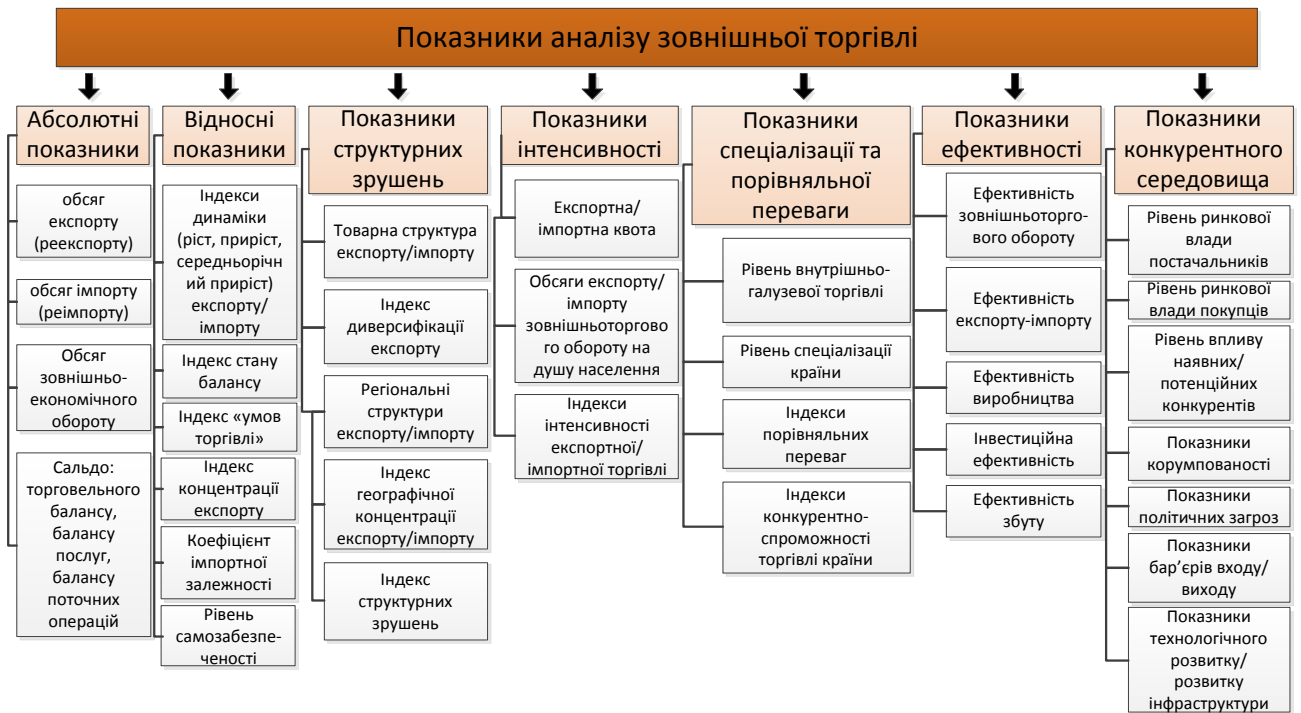 Показники аналізу зовнішньої торгівлі
Абсолютні
показники
обсяг
експорту
(реекспорту)
обсяг імпорту
(реімпорту)
Обсяг
зовнішньо-
економічного
обороту
Сальдо:
торговельного
балансу,
балансу
послуг,
балансу
поточних
операцій
Відносні
показники
Індекси
динаміки
(ріст, приріст,
середньорічн
ий приріст)
експорту/
імпорту
Індекс стану
балансу
Індекс «умов
торгівлі»
Індекс
концентрації
експорту
Коефіцієнт
імпортної
залежності
Рівень
самозабезпе-
ченості
Показники
структурних
зрушень
Товарна структура
експорту/імпорту
Індекс
диверсифікації
експорту
Регіональні
структури
експорту/імпорту
Індекс
географічної
концентрації
експорту/імпорту
Індекс
структурних
зрушень
Показники
інтенсивності
Експортна/
імпортна квота
Обсяги експорту/
імпорту
зовнішньоторгово
го обороту на
душу населення
Індекси
інтенсивності
експортної/
імпортної торгівлі
Показники
спеціалізації та
порівняльної
переваги
Рівень внутрішньо-
галузевої торгівлі
Рівень спеціалізації
країни
Індекси
порівняльних
переваг
Індекси
конкурентно-
спроможності
торгівлі країни
Показники
ефективності
Ефективність
зовнішньоторго-
вого обороту
Ефективність
експорту-імпорту
Ефективність
виробництва
Інвестиційна
ефективність
Ефективність
збуту
Показники
конкурентного
середовища
Рівень ринкової
влади
постачальників
Рівень ринкової
влади покупців
Рівень впливу
наявних/
потенційних
конкурентів
Показники
корумпованості
Показники
політичних загроз
Показники
бар’єрів входу/
виходу
Показники
технологічного
розвитку/
розвитку
інфраструктури